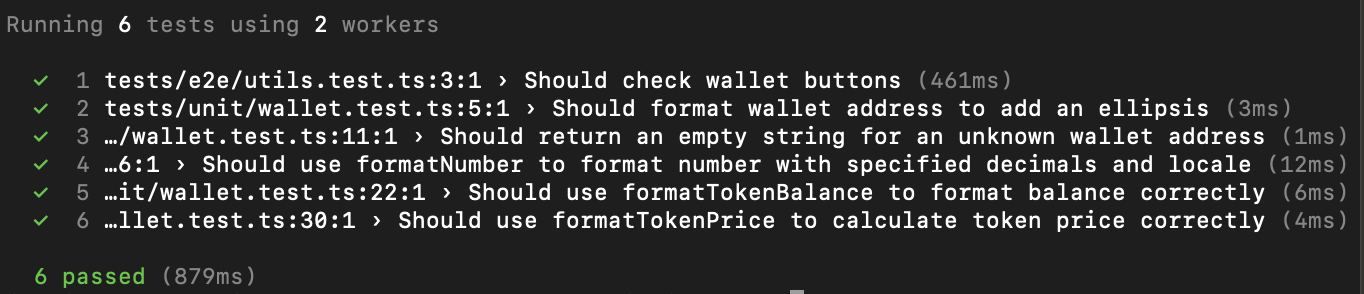 Running 6 tests using 2 workers
✓ 1 tests/e2e/utils.test.ts:3:1 › Should check wallet buttons (461ms)
✓ 2 tests/unit/wallet.test.ts:5:1 › Should format wallet address to add an ellipsis (3ms)
✓ 3 …/wallet.test.ts:11:1 › Should return an empty string for an unknown wallet address (1ms)
✓ 4 …6:1 › Should use formatNumber to format number with specified decimals and locale (12ms)
✓ 5 …it/wallet.test.ts:22:1 › Should use formatTokenBalance to format balance correctly (6ms)
✓ 6 …llet.test.ts:30:1 › Should use formatTokenPrice to calculate token price correctly (4ms)
6 passed (879ms)